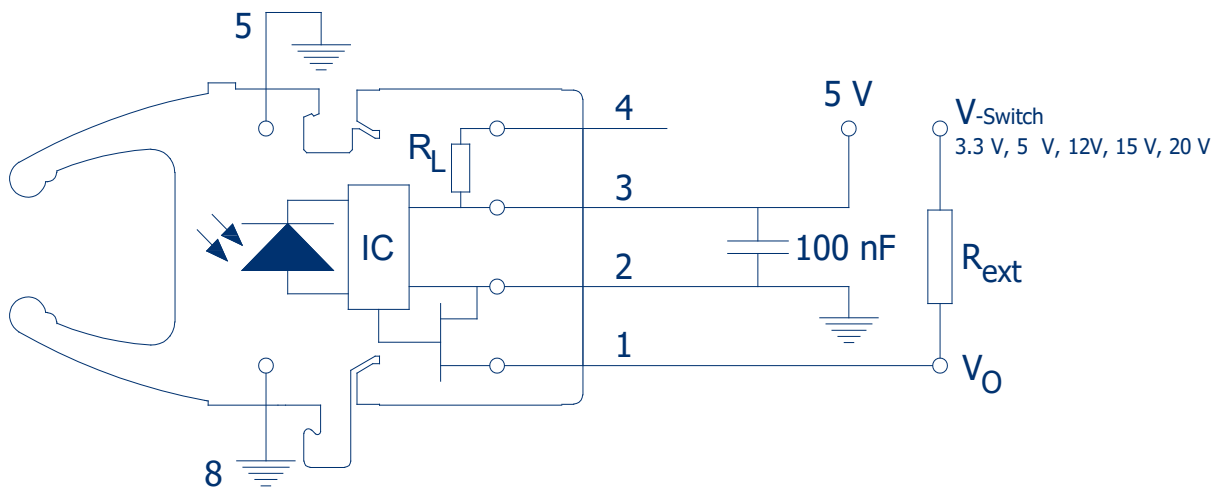 5
4
5 V
V-Switch
3.3 V, 5 V, 12V, 15 V, 20 V
RL
3
IC
100 nF
Rext
2
1
VO
8